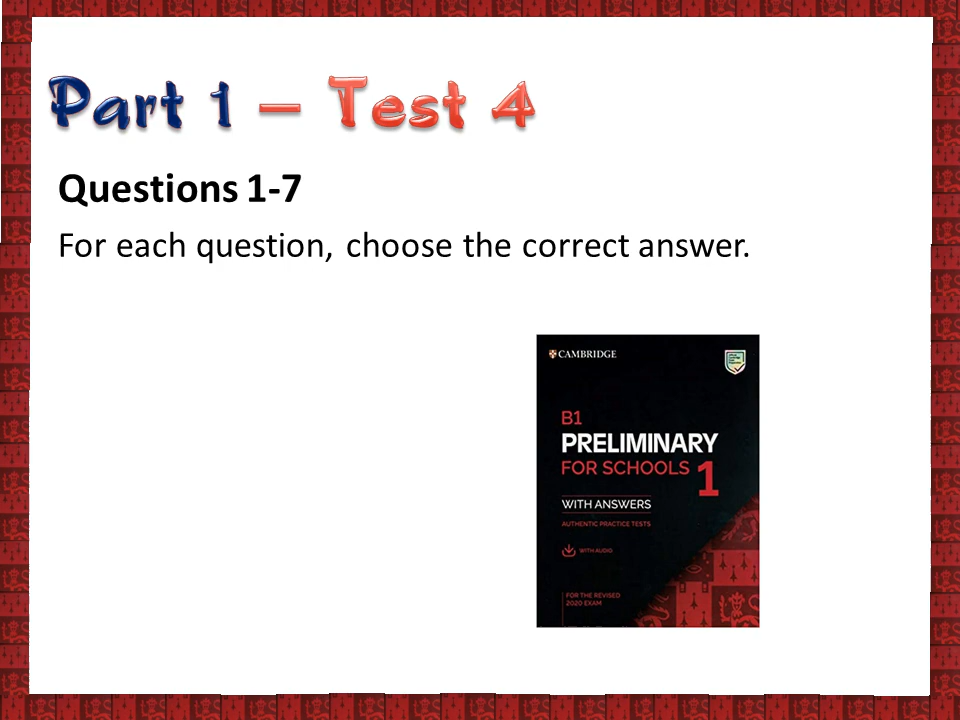 Part 1 – Test 4
Questions 1-7
For each question, choose the correct answer.
CAMBRIDGE
B1
PRELIMINARY
FOR SCHOOLS 1
WITH ANSWERS
AUTHENTIC PRACTICE TESTS
WITH AUDIO
FOR THE REVISED
2020 EXAM